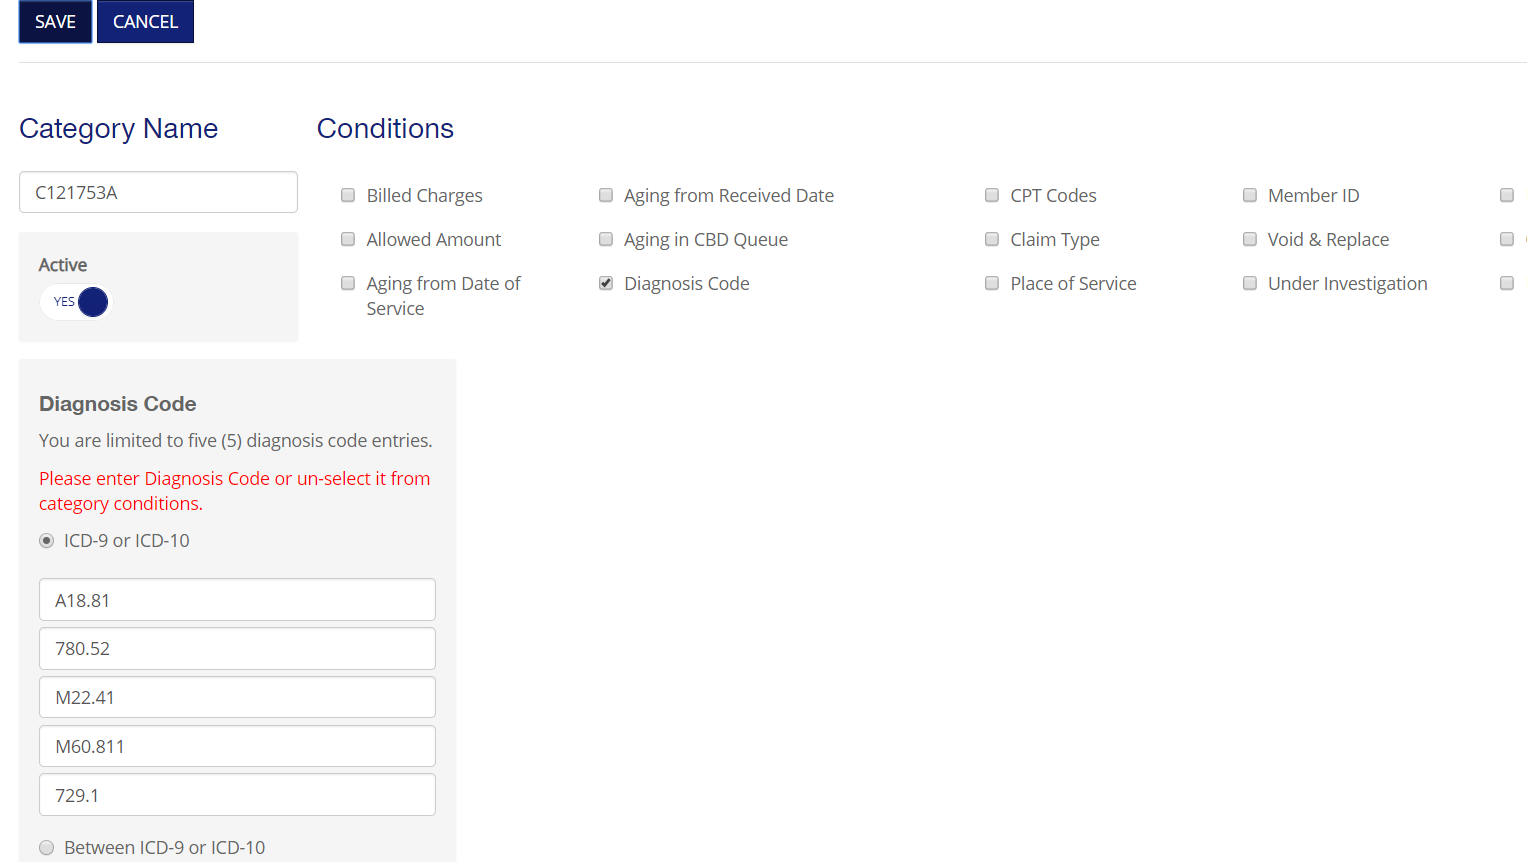 SAVE CANCEL
Category Name
Conditions
C121753A
Active
YES
Billed Charges
Aging from Received Date
CPT Codes
Member ID
Allowed Amount
Aging in CBD Queue
Claim Type
Void & Replace
Aging from Date of
Service
Diagnosis Code
Place of Service
Under Investigation
Diagnosis Code
You are limited to five (5) diagnosis code entries.
Please enter Diagnosis Code or un-select it from
category conditions.
ICD-9 or ICD-10
A18.81
780.52
M22.41
M60.811
729.1
Between ICD-9 or ICD-10